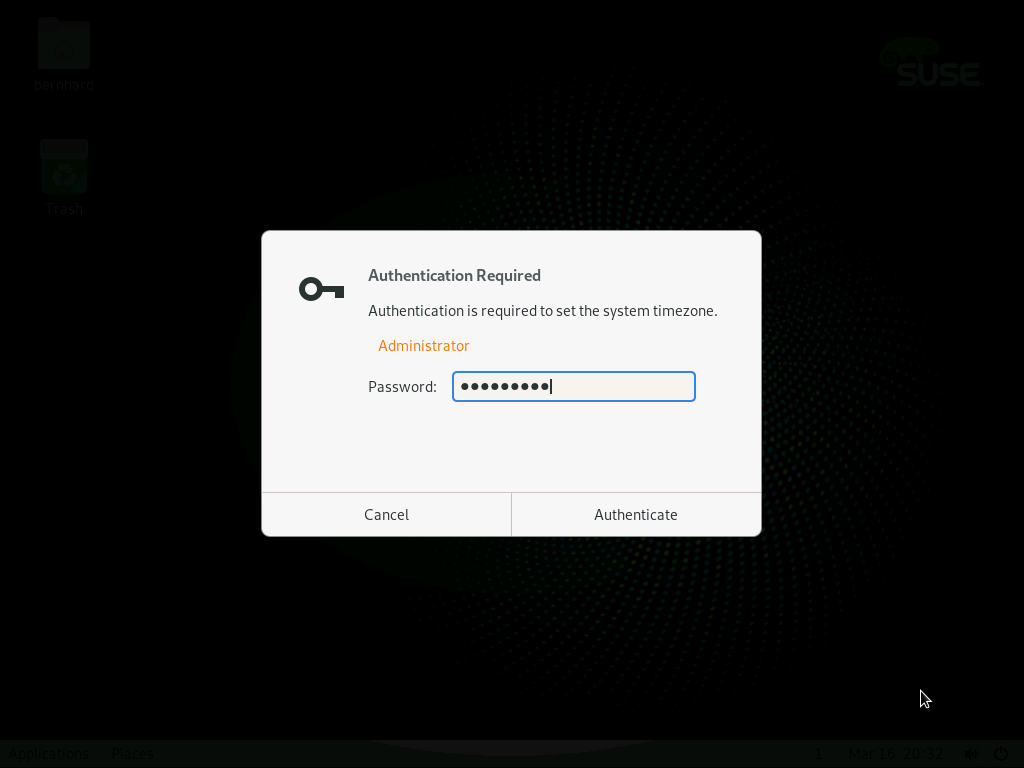 bernhard
SUSE
Trash
Authentication Required
Authentication is required to set the system timezone.
Administrator
Password: ●●●●●●●●●
Cancel
Authenticate
Applications Places 1 Mar 16 20:32